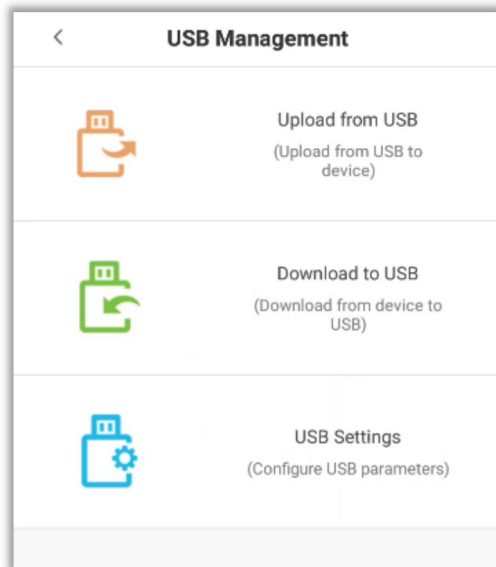 USB Management
Upload from USB
(Upload from USB to
device)
Download to USB
(Download from device to
USB)
USB Settings
(Configure USB parameters)